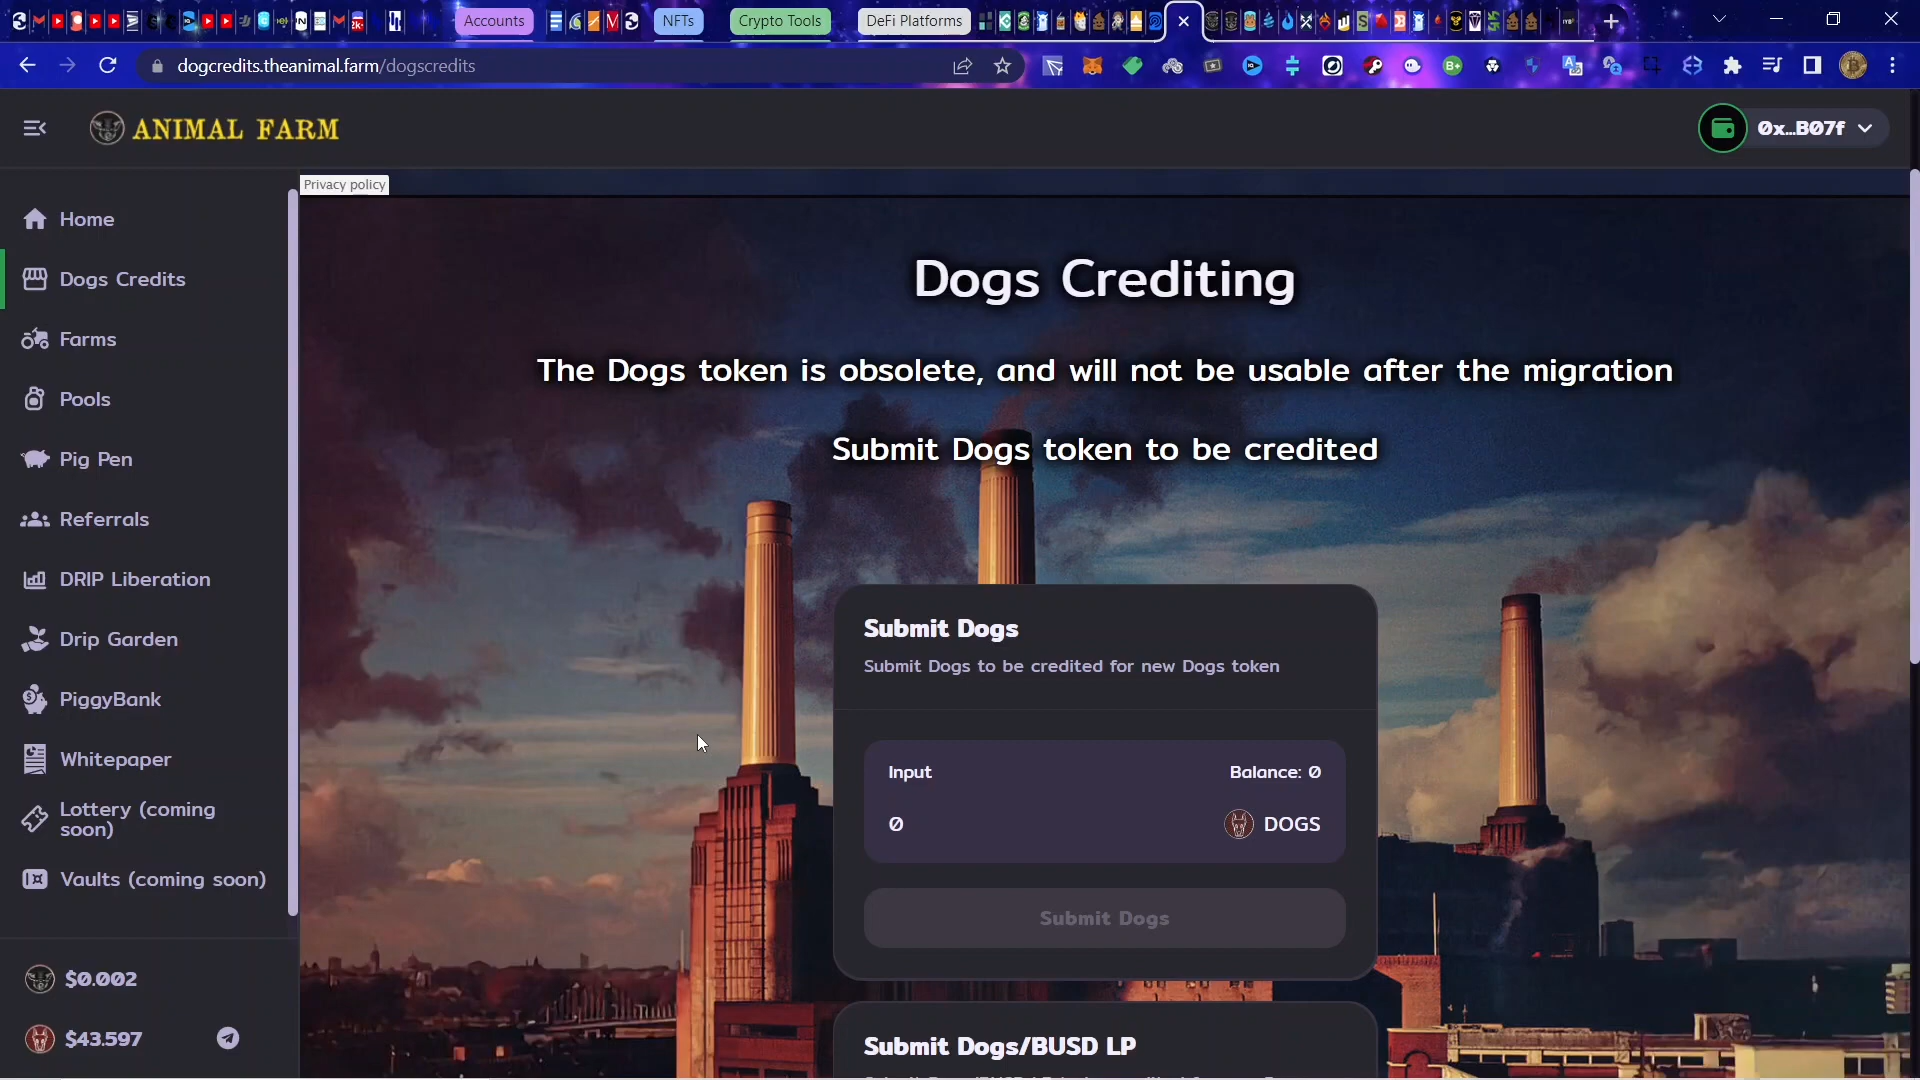 Accounts
NFTs
Crypto Tools
DeFi Platforms
dogcredits.theanimal.farm/dogscredits
ANIMAL FARM
0x...B07f
Privacy policy
Home
Dogs Credits
Farms
Pools
Pig Pen
Referrals
DRIP Liberation
Drip Garden
PiggyBank
Whitepaper
Lottery (coming
soon)
Vaults (coming soon)
$0.002
$43.597
Dogs Crediting
The Dogs token is obsolete, and will not be usable after the migration
Submit Dogs token to be credited
Submit Dogs
Submit Dogs to be credited for new Dogs token
Input
Balance: 0
0
DOGS
Submit Dogs
Submit Dogs/BUSD LP